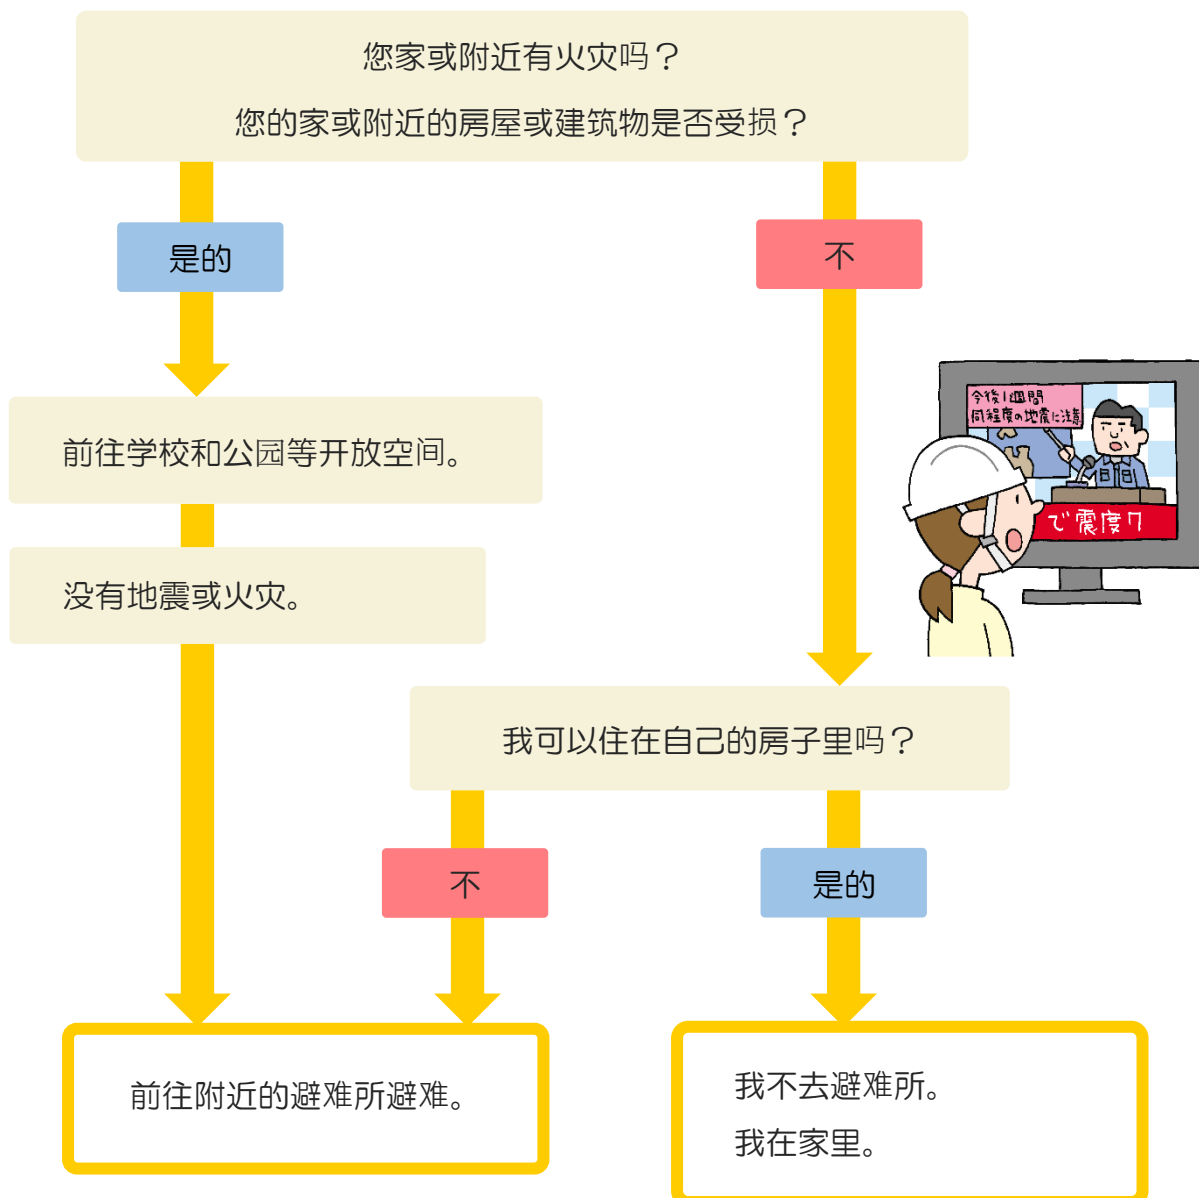 您家或附近有火灾吗？
您的家或附近的房屋或建筑物是否受损？
是的
不
前往学校和公园等开放空间。
今後1週間
同程度の地震に注意
で震度7
没有地震或火灾。
我可以住在自己的房子里吗？
不
是的
前往附近的避难所避难。
我不去避难所。
我在家里。